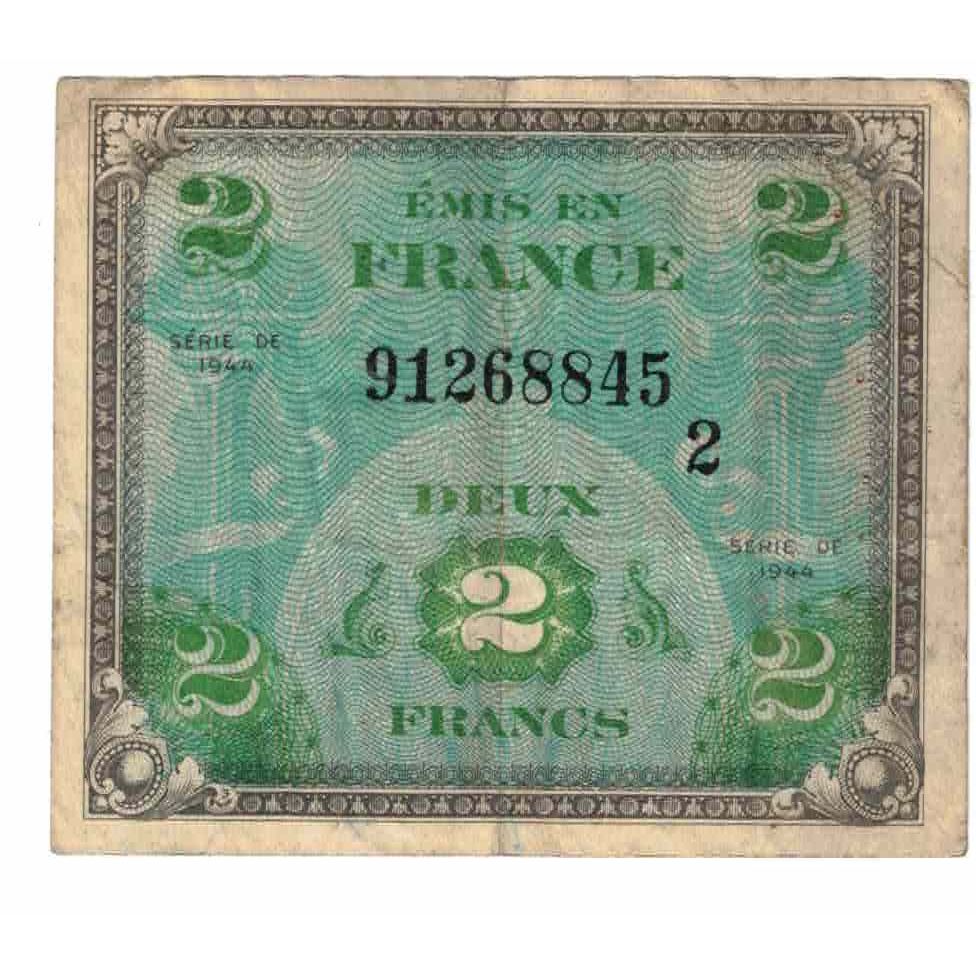 2 ÉMIS EN 2
FRANCE
SÉRIE DE
1944
91268845
2
DEUX
SÉRIE DE
1944
2
2 2
FRANCS